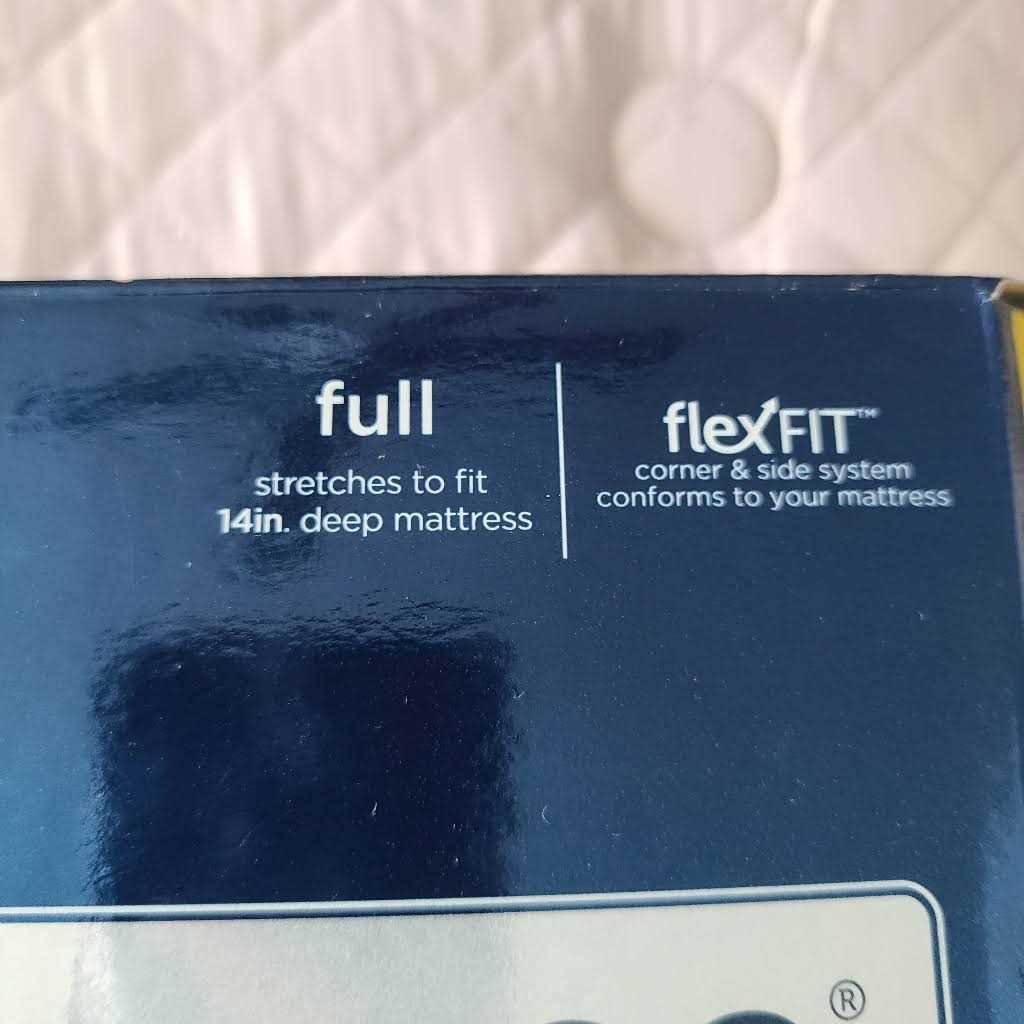 full
stretches to fit
14in. deep mattress
flexFIT™
corner & side system
conforms to your mattress
®